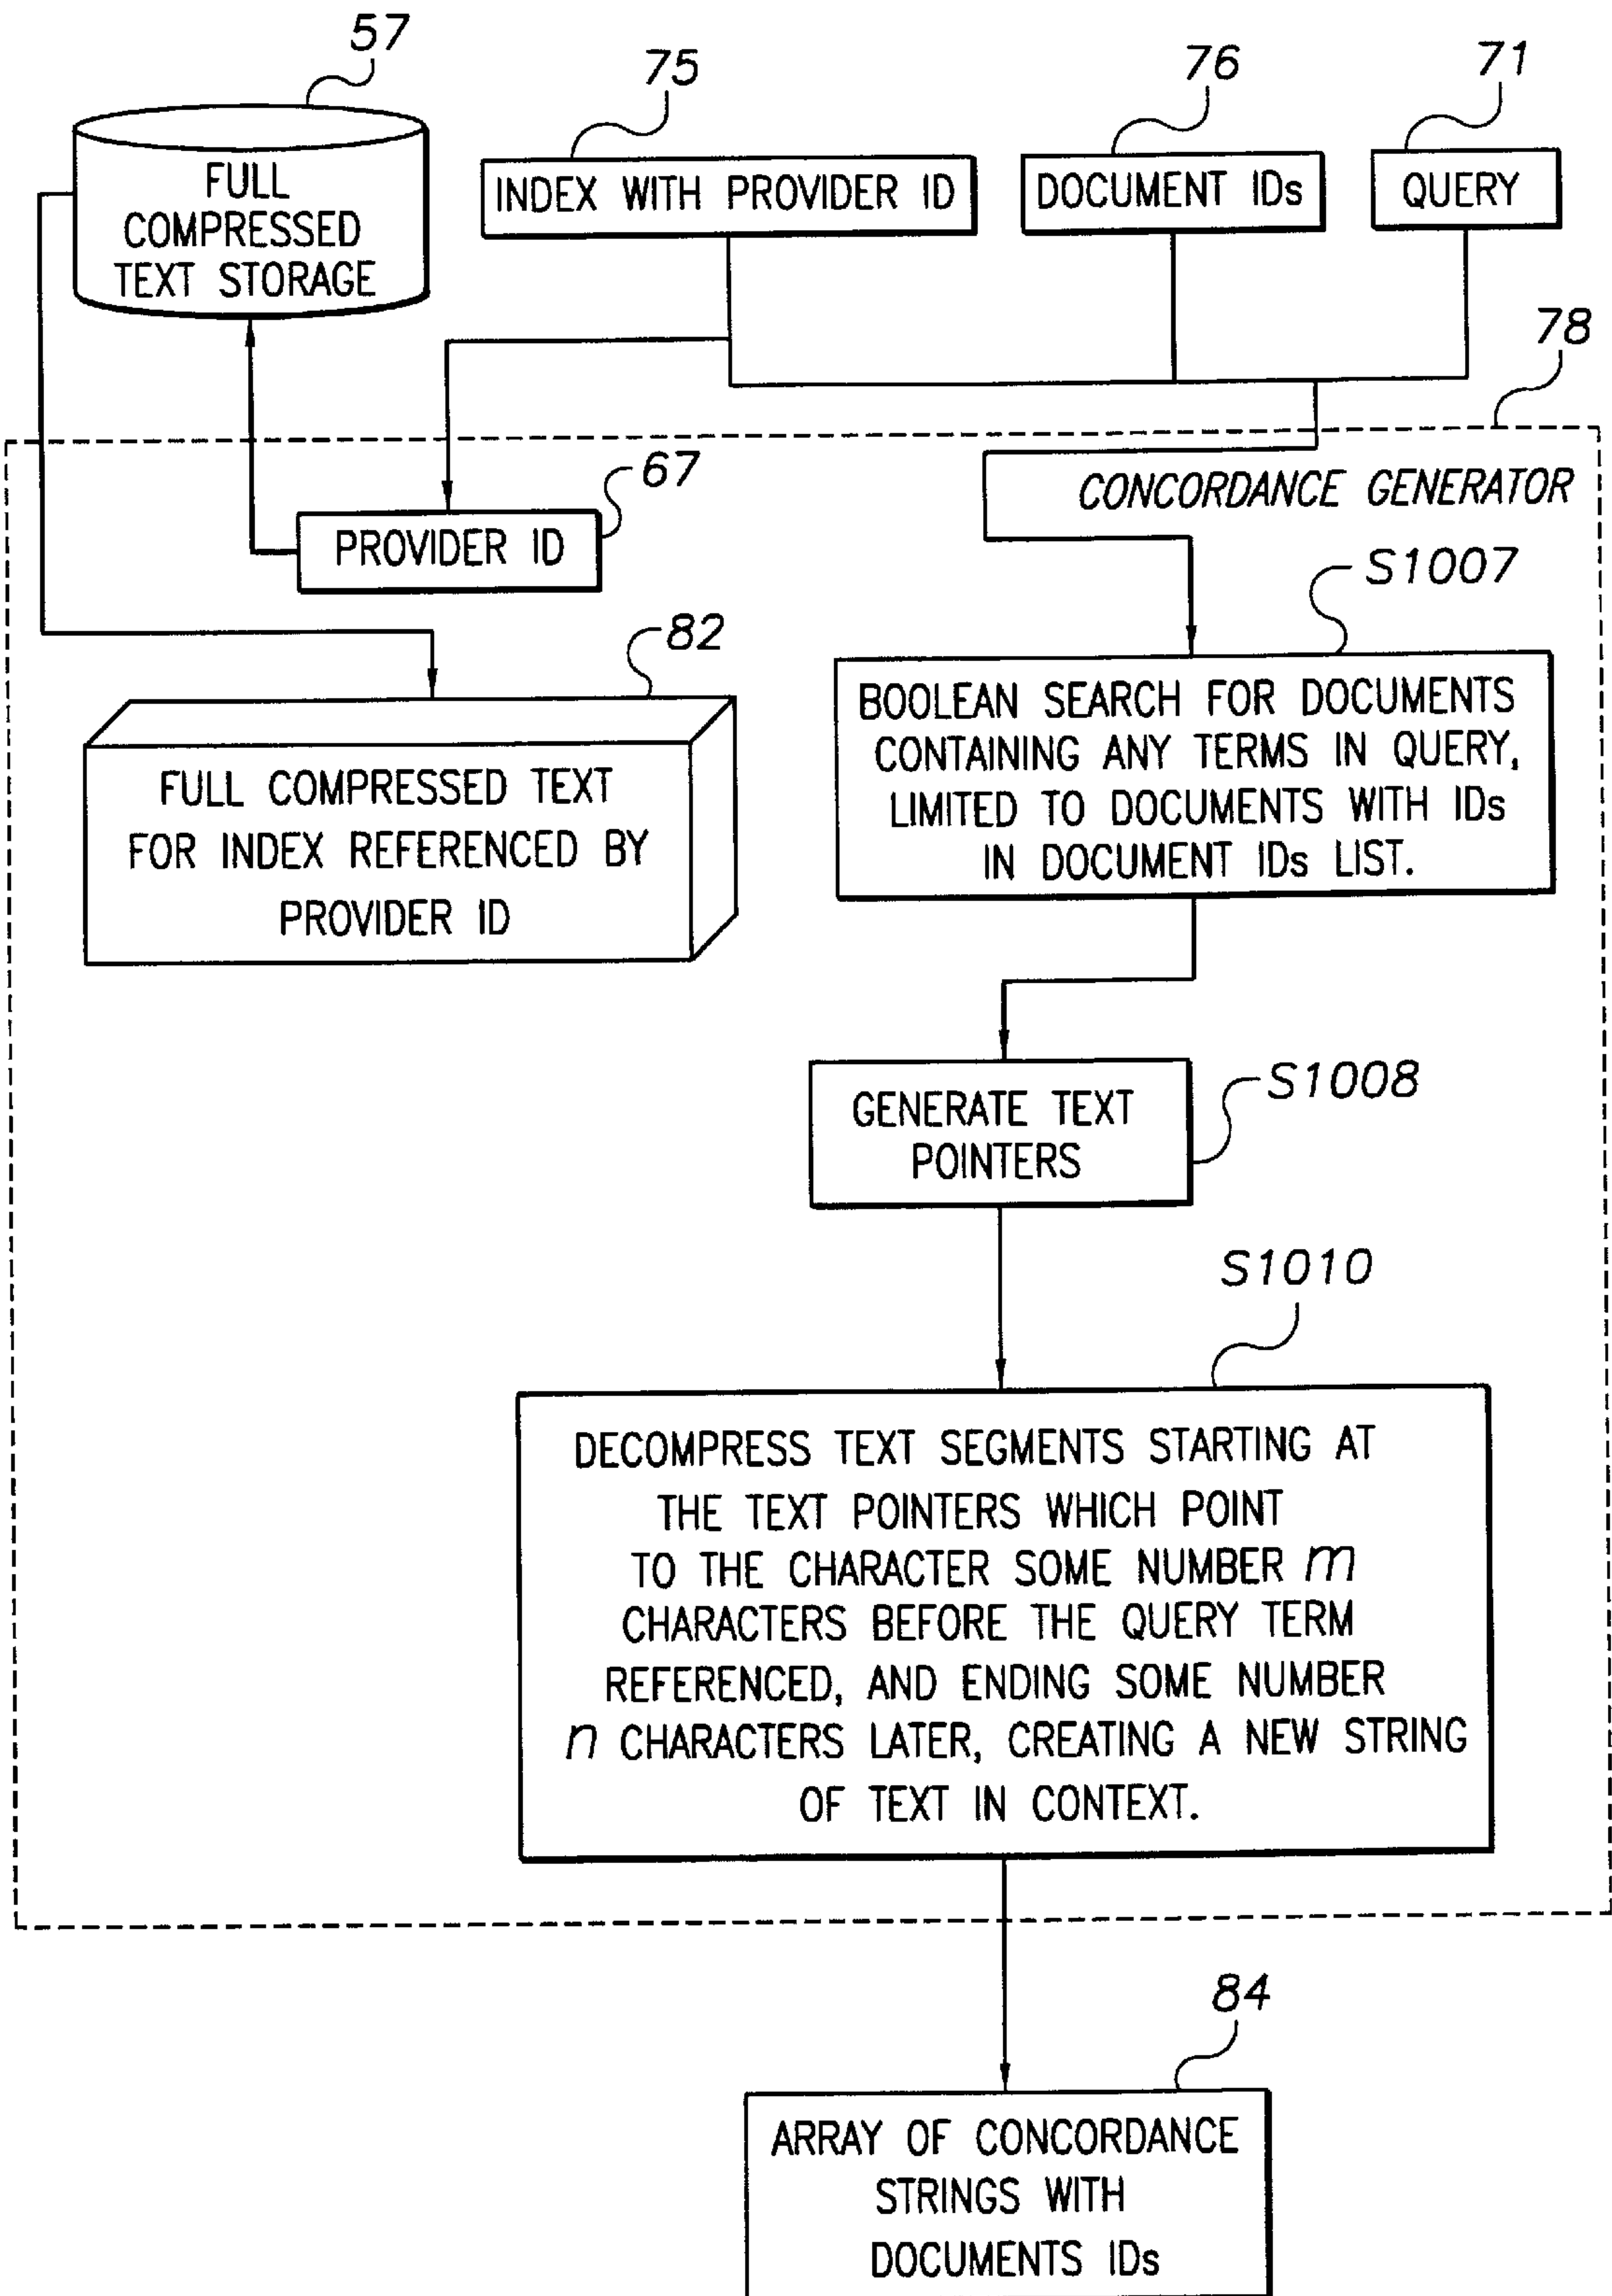 57
75
76
71
FULL
COMPRESSED
TEXT STORAGE
INDEX WITH PROVIDER ID
DOCUMENT IDs
QUERY
78
67
PROVIDER ID
CONCORDANCE GENERATOR
S1007
82
FULL COMPRESSED TEXT
FOR INDEX REFERENCED BY
PROVIDER ID
BOOLEAN SEARCH FOR DOCUMENTS
CONTAINING ANY TERMS IN QUERY,
LIMITED TO DOCUMENTS WITH IDs
IN DOCUMENT IDs LIST.
S1008
GENERATE TEXT
POINTERS
S1010
DECOMPRESS TEXT SEGMENTS STARTING AT
THE TEXT POINTERS WHICH POINT
TO THE CHARACTER SOME NUMBER m
CHARACTERS BEFORE THE QUERY TERM
REFERENCED, AND ENDING SOME NUMBER
n CHARACTERS LATER, CREATING A NEW STRING
OF TEXT IN CONTEXT.
84
ARRAY OF CONCORDANCE
STRINGS WITH
DOCUMENTS IDs